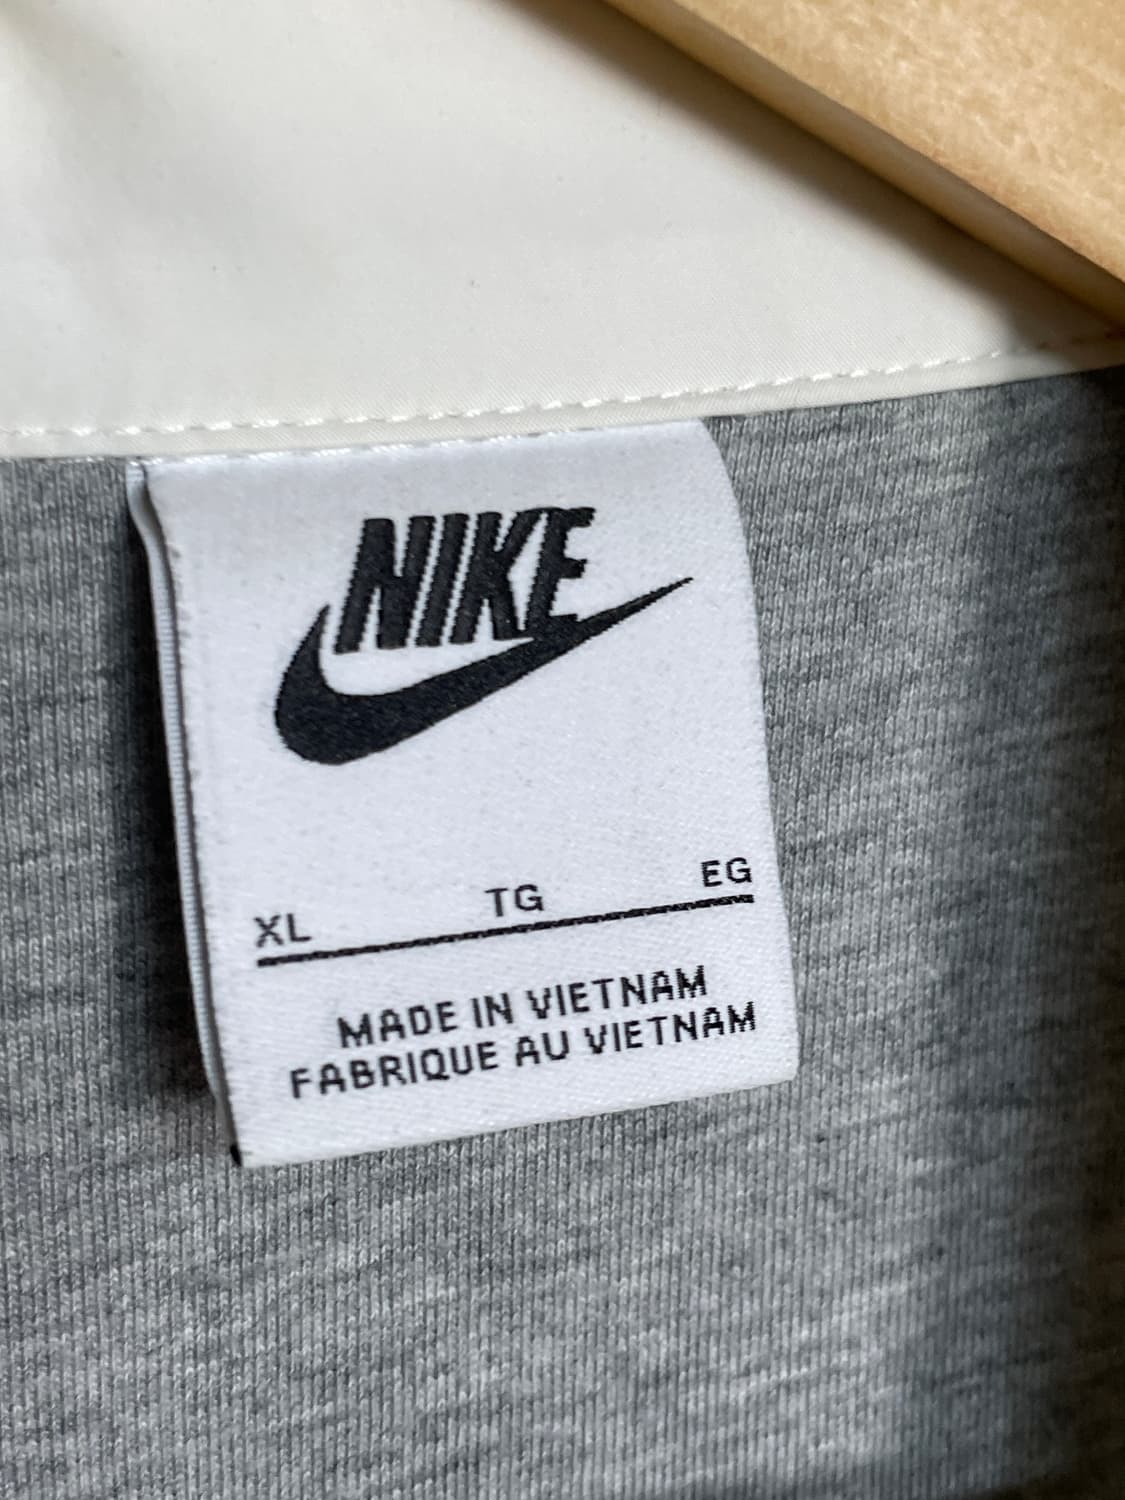 NIKE
XL TG EG
MADE IN VIETNAM
FABRIQUE AU VIETNAM